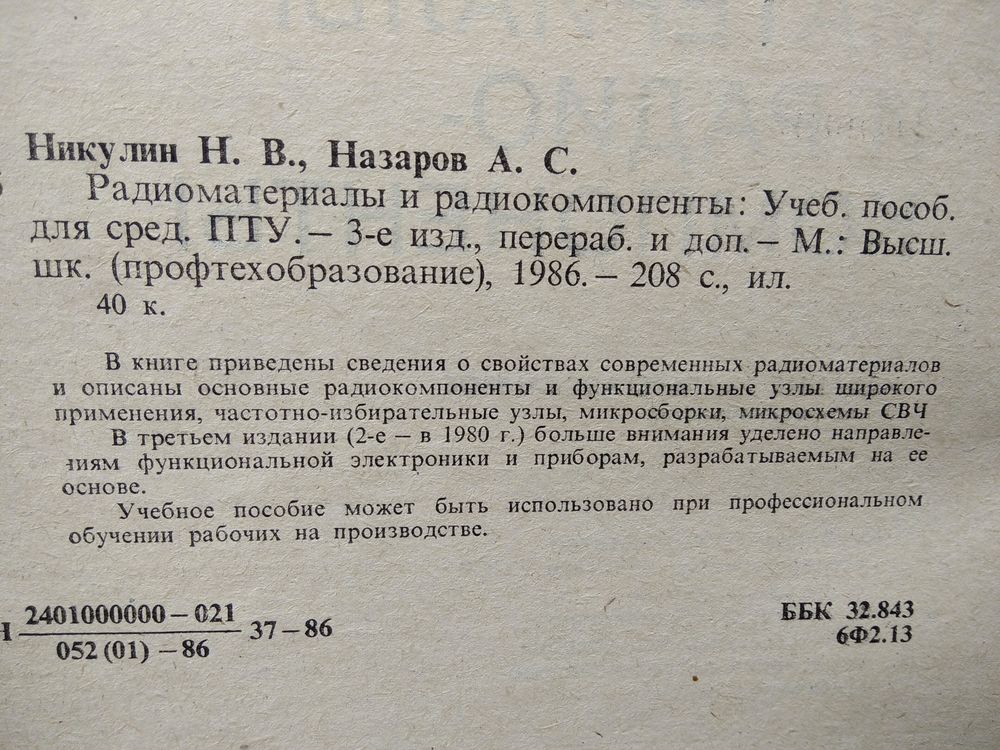 Никулин Н. В., Назаров А. С.
Радиоматериалы и радиокомпоненты: Учеб. пособ.
для сред. ПТУ.— 3-е изд., перераб. и доп.— М.: Высш.
шк. (профтехобразование), 1986.— 208 с., ил.
40 к.
В книге приведены сведения о свойствах современных радиоматериалов
и описаны основные радиокомпоненты и функциональные узлы широкого
применения, частотно-избирательные узлы, микросборки, микросхемы СВЧ
В третьем издании (2-е — в 1980 г.) больше внимания уделено направле-
ниям функциональной электроники и приборам, разрабатываемым на ее
основе.
Учебное пособие может быть использовано при профессиональном
обучении рабочих на производстве.
2401000000 — 021
052 (01) — 86
37 — 86
ББК 32.843
6Ф2.13